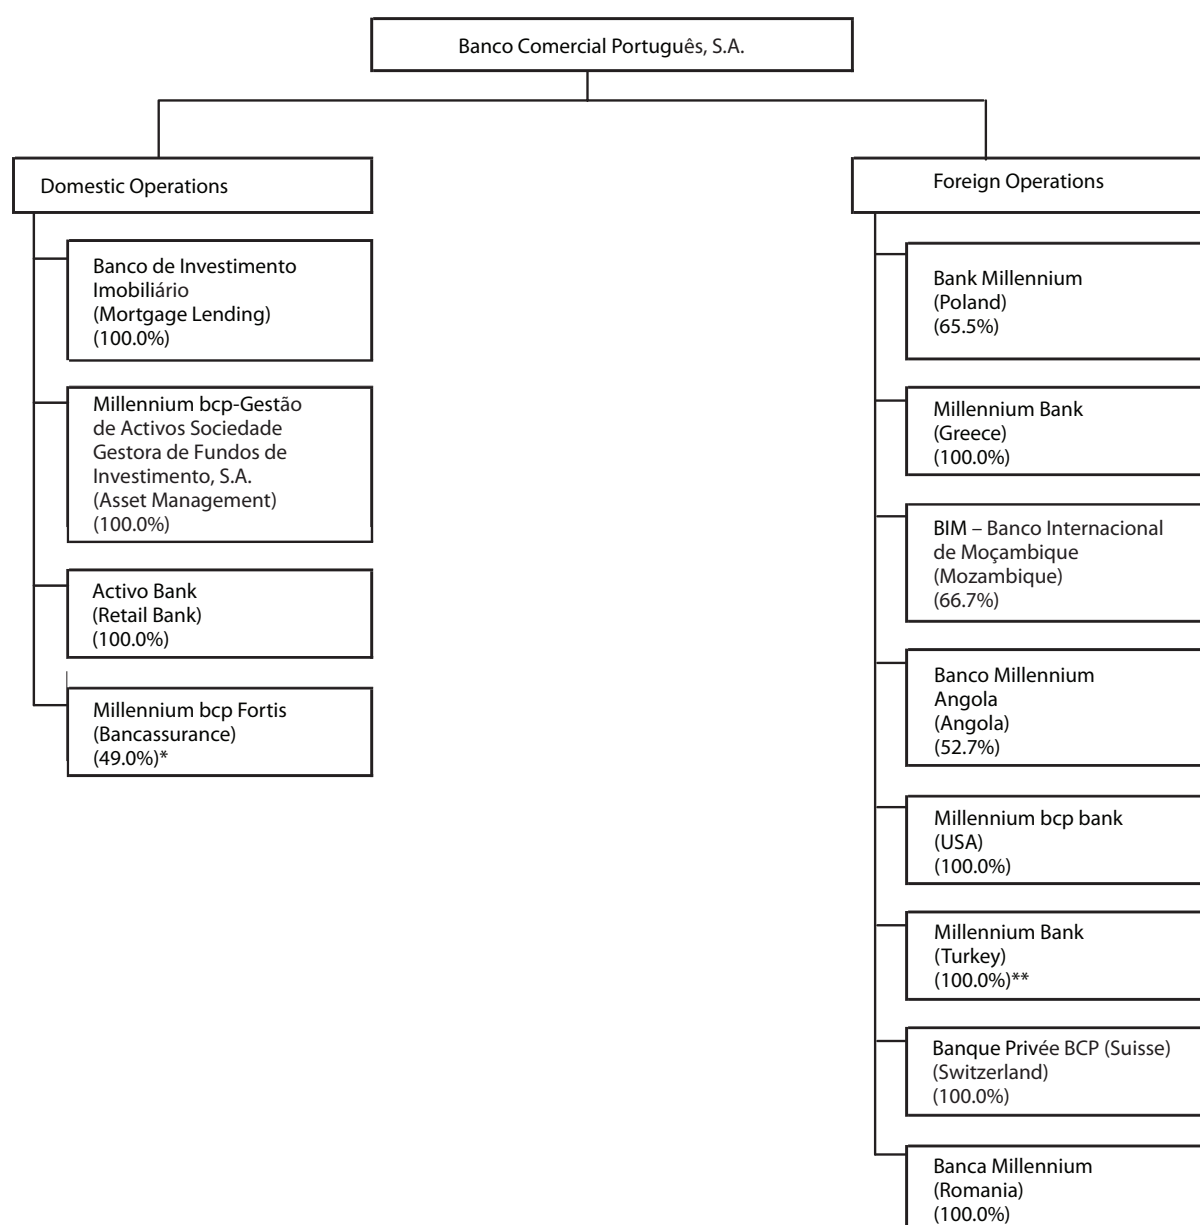 Banco Comercial Português, S.A.
Domestic Operations
Banco de Investimento
Imobiliário
(Mortgage Lending)
(100.0%)
Millennium bcp-Gestão
de Activos Sociedade
Gestora de Fundos de
Investimento, S.A.
(Asset Management)
(100.0%)
Activo Bank
(Retail Bank)
(100.0%)
Millennium bcp Fortis
(Bancassurance)
(49.0%)*
Foreign Operations
Bank Millennium
(Poland)
(65.5%)
Millennium Bank
(Greece)
(100.0%)
BIM – Banco Internacional
de Moçambique
(Mozambique)
(66.7%)
Banco Millennium
Angola
(Angola)
(52.7%)
Millennium bcp bank
(USA)
(100.0%)
Millennium Bank
(Turkey)
(100.0%)**
Banque Privée BCP (Suisse)
(Switzerland)
(100.0%)
Banca Millennium
(Romania)
(100.0%)